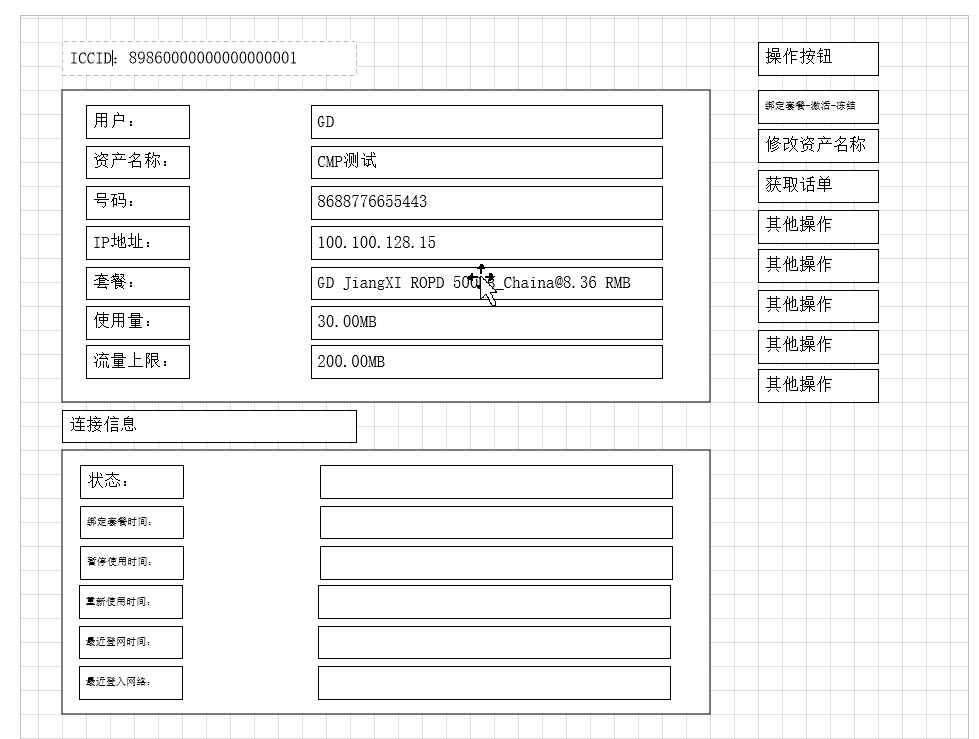 ICCID：89860000000000000001
用户：
GD
资产名称：
CMP测试
号码：
8688776655443
IP地址：
100.100.128.15
套餐：
GD JiangXI ROPD Chaina@8.36 RMB
使用量：
30.00MB
流量上限：
200.00MB
连接信息
状态：
绑定套餐时间：
暂停使用时间：
重新使用时间：
最近登网时间：
最近登入网络：
操作按钮
绑定套餐-激活-冻结
修改资产名称
获取话单
其他操作
其他操作
其他操作
其他操作
其他操作